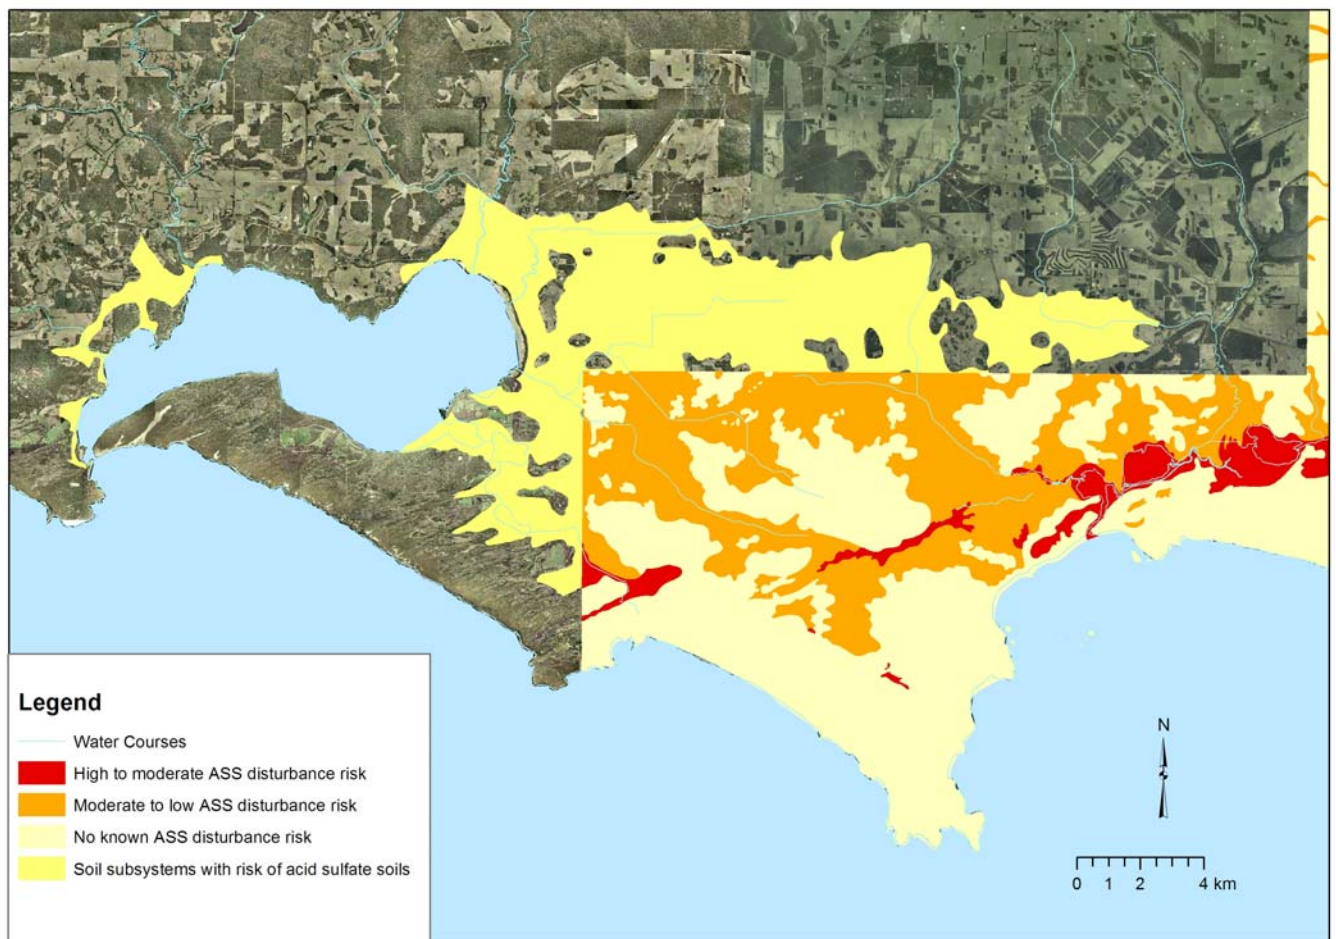 Legend
Water Courses
High to moderate ASS disturbance risk
Moderate to low ASS disturbance risk
No known ASS disturbance risk
Soil subsystems with risk of acid sulfate soils
N
0 1 2 4 km